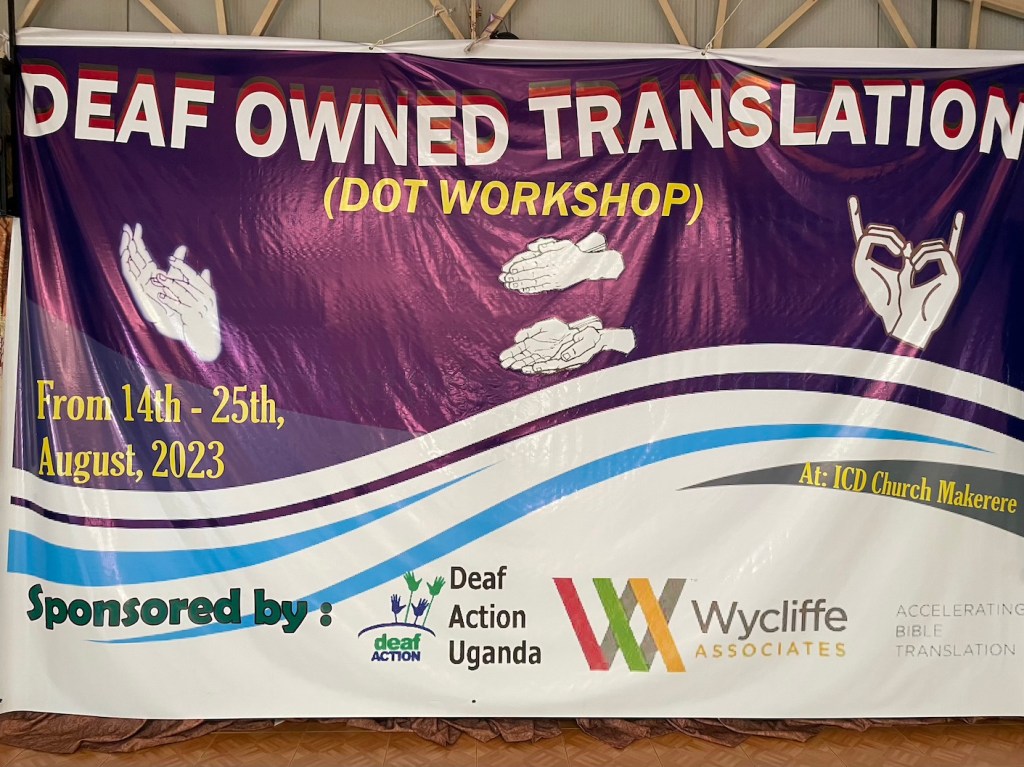 DEAF OWNED TRANSLATION
(DOT WORKSHOP)
From 14th - 25th,
August, 2023
At: ICD Church Makerere
Sponsored by :
deaf
ACTION
Deaf
Action
Uganda
Wycliffe
ASSOCIATES
ACCELERATING
BIBLE
TRANSLATION